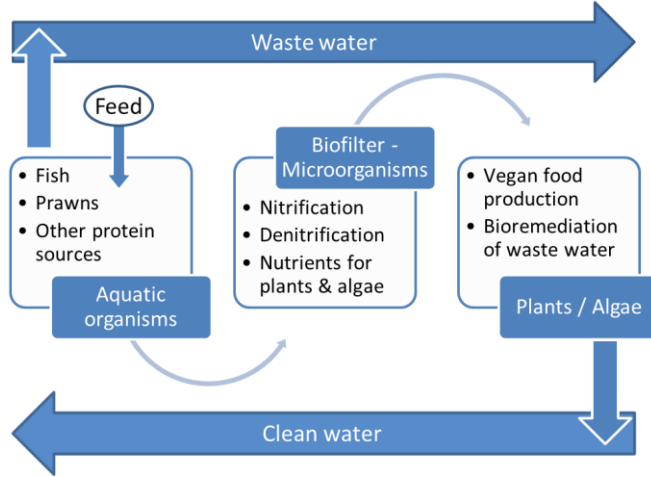 Waste water
Feed
• Fish
• Prawns
• Other protein
sources
Aquatic
organisms
Biofilter -
Microorganisms
• Nitrification
• Denitrification
• Nutrients for
plants & algae
• Vegan food
production
• Bioremediation
of waste water
Plants / Algae
Clean water